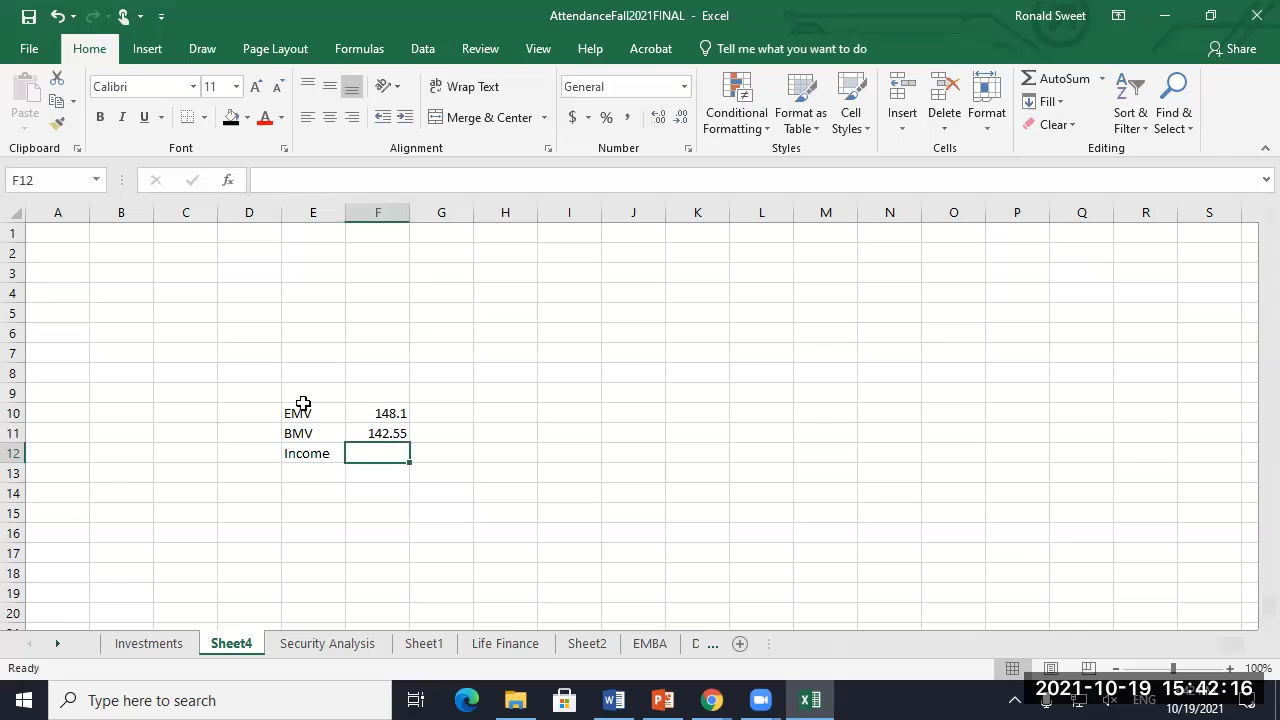 AttendanceFall2021FINAL - Excel
Ronald Sweet
File Home Insert Draw Page Layout Formulas Data Review View Help Acrobat Tell me what you want to do Share
Paste
Clipboard
Calibri 11
B I U
Font
Wrap Text
Merge & Center
Alignment
General
$ % ,
Number
Conditional Formatting
Format as Table
Cell Styles
Styles
Insert Delete Format
Cells
AutoSum
Fill
Clear
Sort & Filter
Find & Select
Editing
F12
fx
A B C D E F G H I J K L M N O P Q R S
1
2
3
4
5
6
7
8
9
10 EMV 148.1
11 BMV 142.55
12 Income
13
14
15
16
17
18
19
20
Investments Sheet4 Security Analysis Sheet1 Life Finance Sheet2 EMBA D ...
Ready
100%
Type here to search
2021-10-19 15:42:16
ENG
10/19/2021